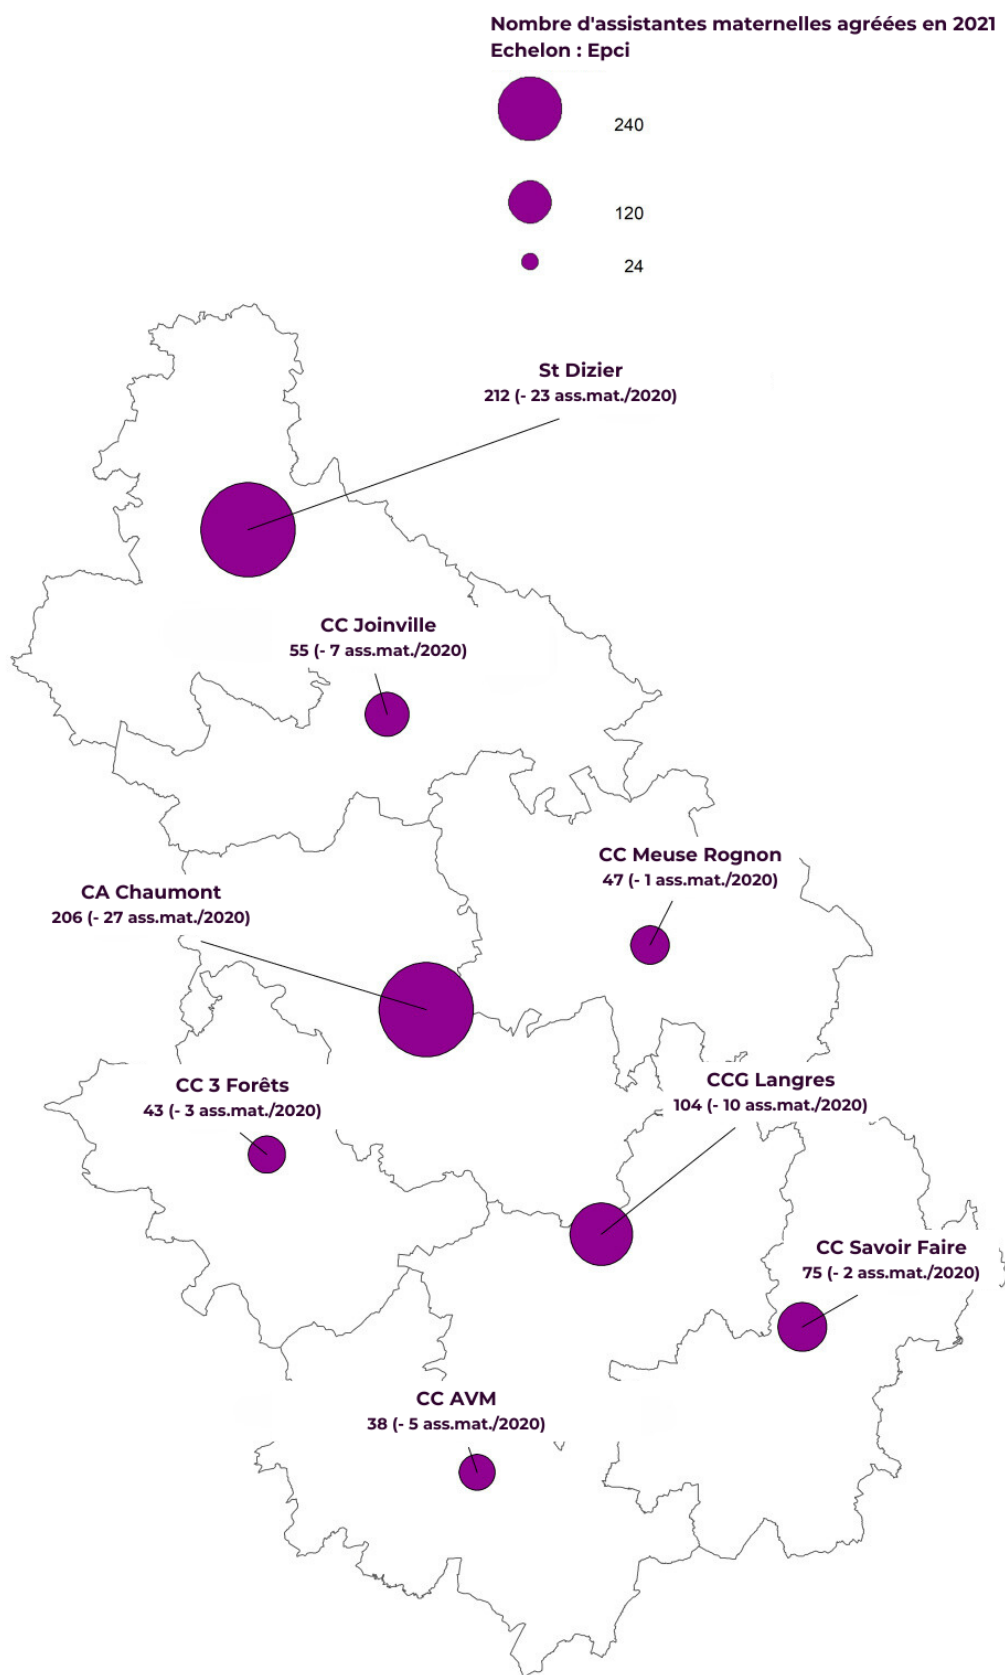 Nombre d'assistantes maternelles agréées en 2021
Echelon : Epci
240
120
24
St Dizier
212 (- 23 ass.mat./2020)
CC Joinville
55 (- 7 ass.mat./2020)
CC Meuse Rognon
47 (- 1 ass.mat./2020)
CA Chaumont
206 (- 27 ass.mat./2020)
CC 3 Forêts
43 (- 3 ass.mat./2020)
CCG Langres
104 (- 10 ass.mat./2020)
CC Savoir Faire
75 (- 2 ass.mat./2020)
CC AVM
38 (- 5 ass.mat./2020)